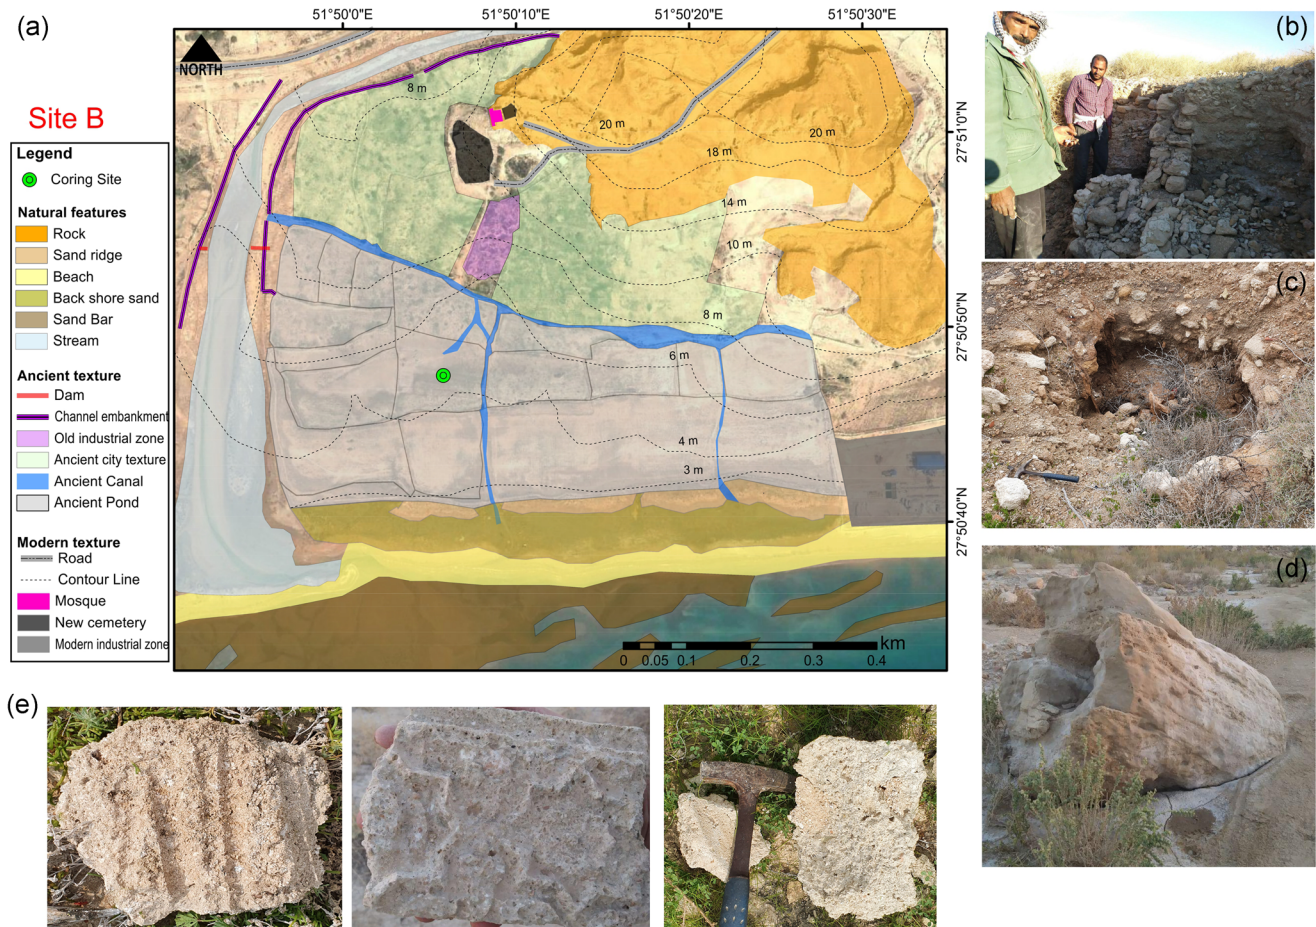 (a)
51°50'0"E
51°50'10"E
51°50'20"E
51°50'30"E
NORTH
Site B
Legend
Coring Site
Natural features
Rock
Sand ridge
Beach
Back shore sand
Sand Bar
Stream
Ancient texture
Dam
Channel embankment
Old industrial zone
Ancient city texture
Ancient Canal
Ancient Pond
Modern texture
Road
Contour Line
Mosque
New cemetery
Modern industrial zone
8 m
20 m
20 m
18 m
14 m
10 m
8 m
6 m
4 m
3 m
27°51'0"N
27°50'50"N
27°50'40"N
km
0 0.05 0.1 0.2 0.3 0.4
(b)
(c)
(d)
(e)